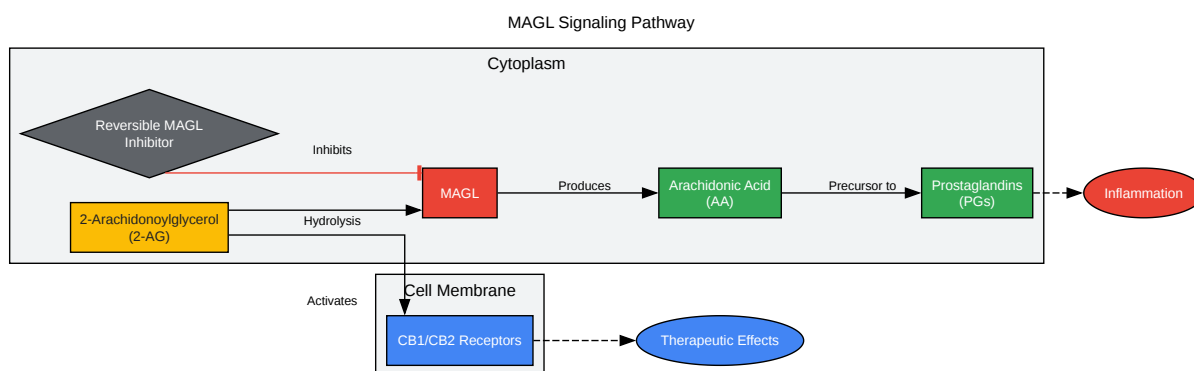 MAGL Signaling Pathway
Cytoplasm
Reversible MAGL
Inhibitor
Inhibits
MAGL
Produces
Arachidonic Acid
(AA)
Precursor to
Prostaglandins
(PGs)
Inflammation
2-Arachidonoylglycerol
(2-AG)
Hydrolysis
Activates
Cell Membrane
CB1/CB2 Receptors
Therapeutic Effects